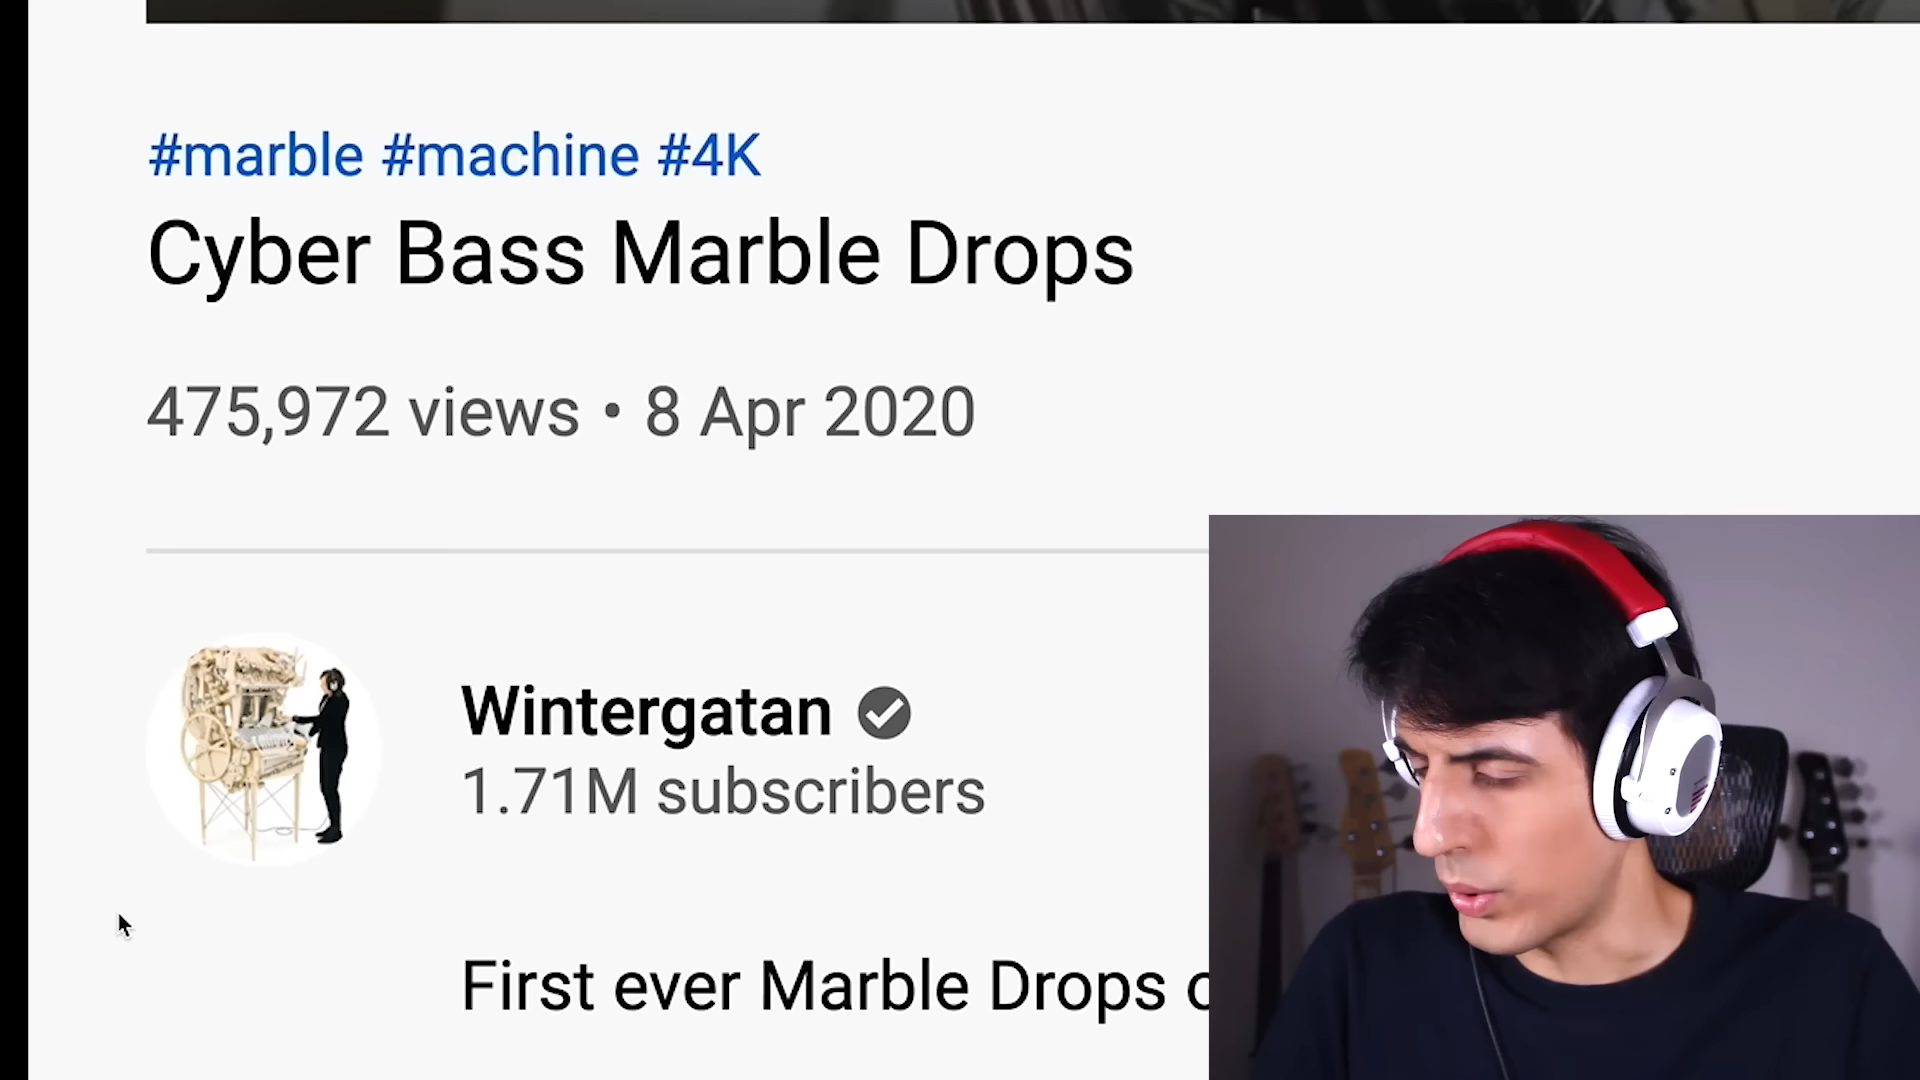 #marble #machine #4K
Cyber Bass Marble Drops
475,972 views • 8 Apr 2020
Wintergatan
1.71M subscribers
First ever Marble Drops